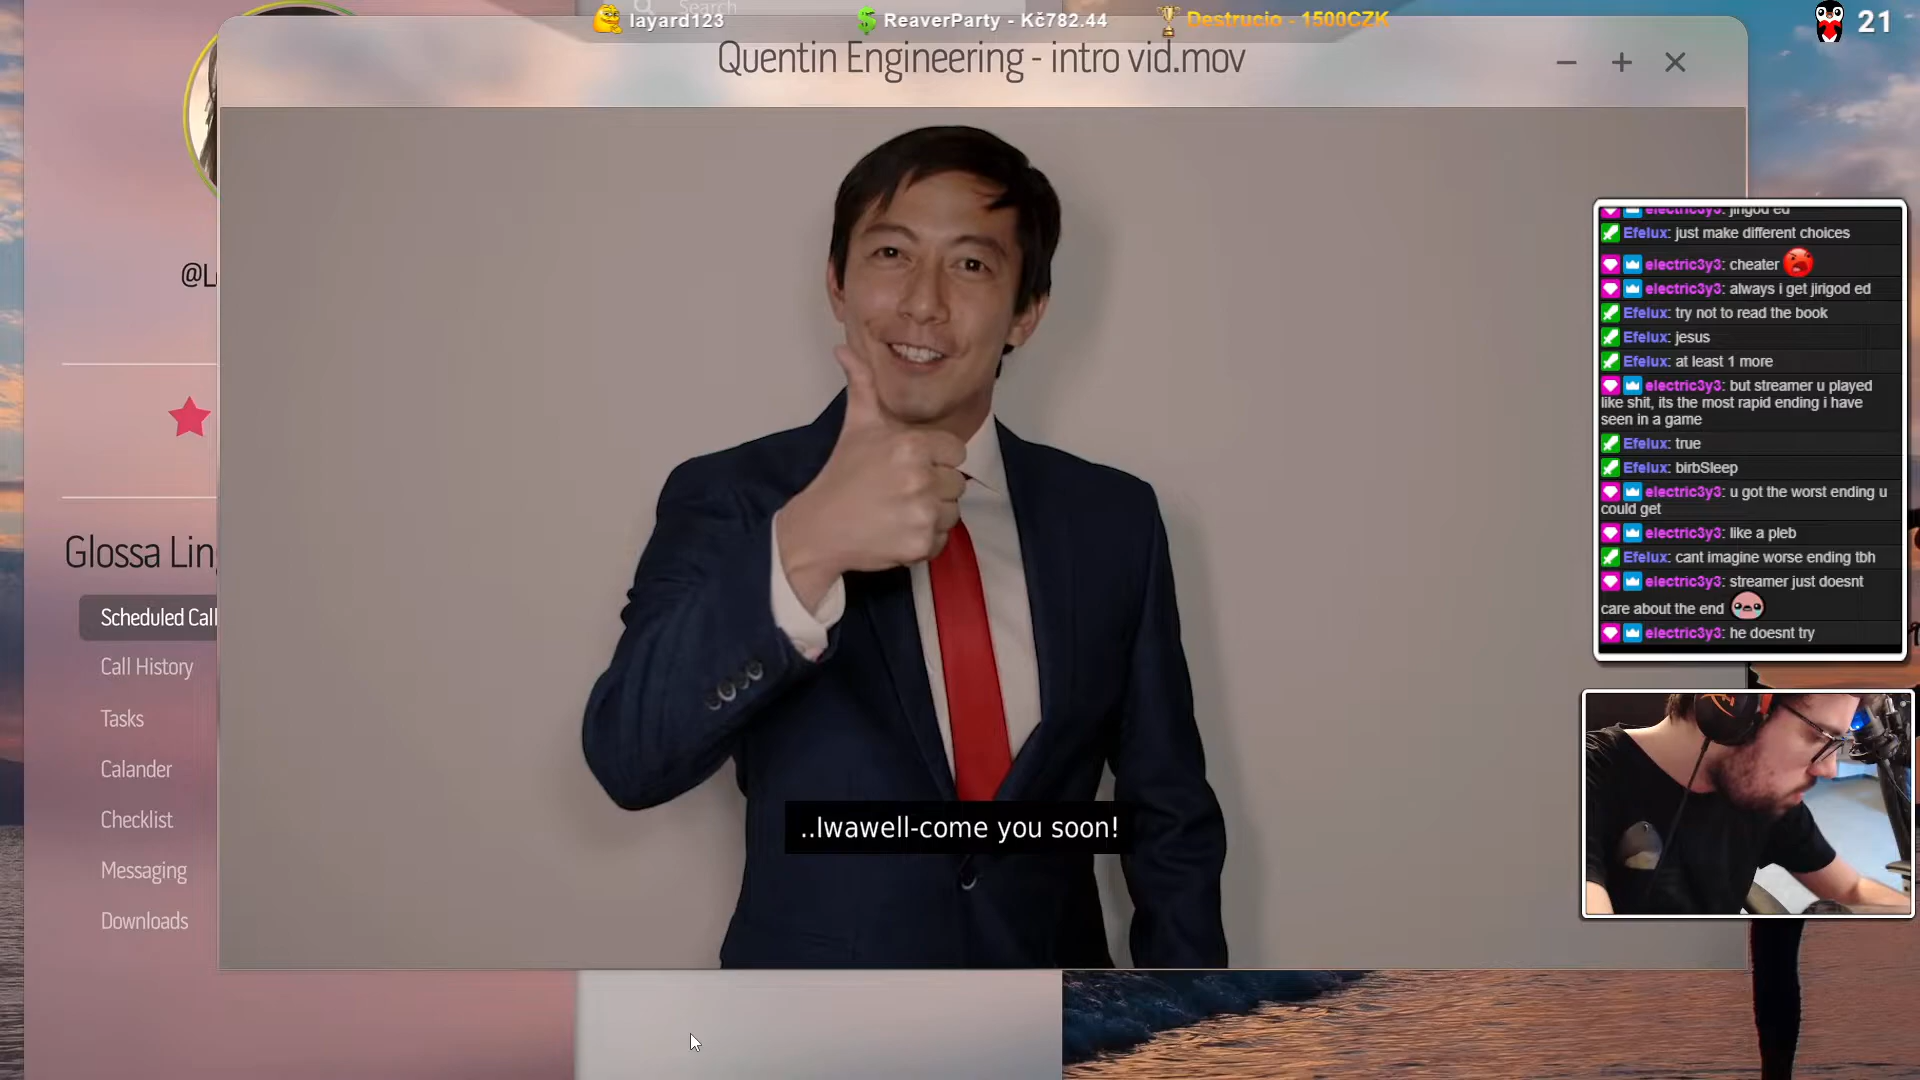 Search
layard123
ReaverParty - Kč782.44
Destrucio - 1500CZK
21
Quentin Engineering - intro vid.mov
electric3y3: jingod ed
Efelux: just make different choices
electric3y3: cheater
electric3y3: always i get jirigod ed
Efelux: try not to read the book
Efelux: jesus
Efelux: at least 1 more
electric3y3: but streamer u played
like shit, its the most rapid ending i have
seen in a game
Efelux: true
Efelux: birbSleep
electric3y3: u got the worst ending u
could get
electric3y3: like a pleb
Efelux: cant imagine worse ending tbh
electric3y3: streamer just doesnt
care about the end
electric3y3: he doesnt try
Scheduled Call
Call History
Tasks
Calander
Checklist
Messaging
Downloads
..Iwawell-come you soon!